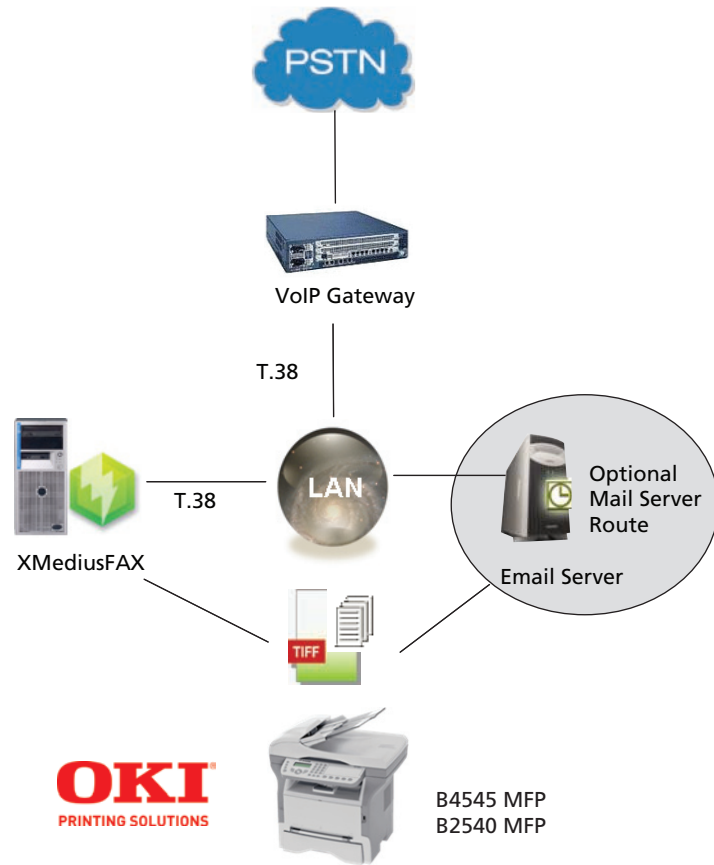 PSTN
VoIP Gateway
T.38
LAN
T.38
XMediusFAX
Optional
Mail Server
Route
Email Server
TIFF
OKI
PRINTING SOLUTIONS
B4545 MFP
B2540 MFP